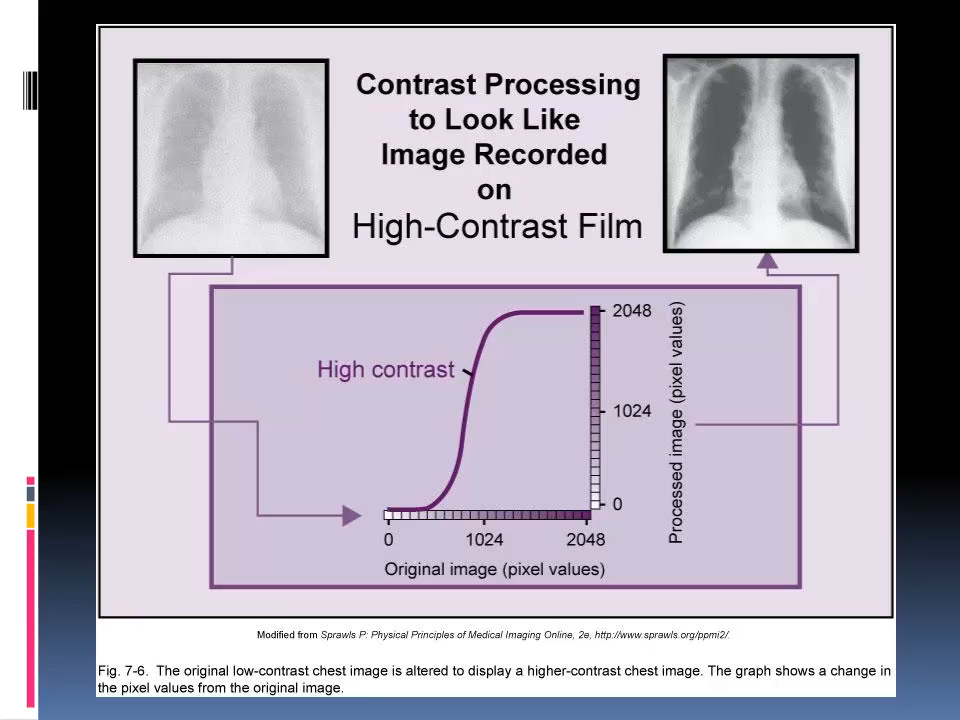 Contrast Processing
to Look Like
Image Recorded
on
High-Contrast Film
High contrast
2048
1024
0
Processed image (pixel values)
0 1024 2048
Original image (pixel values)
Modified from Sprawls P: Physical Principles of Medical Imaging Online, 2e, http://www.sprawls.org/ppmi2/.
Fig. 7-6. The original low-contrast chest image is altered to display a higher-contrast chest image. The graph shows a change in
the pixel values from the original image.